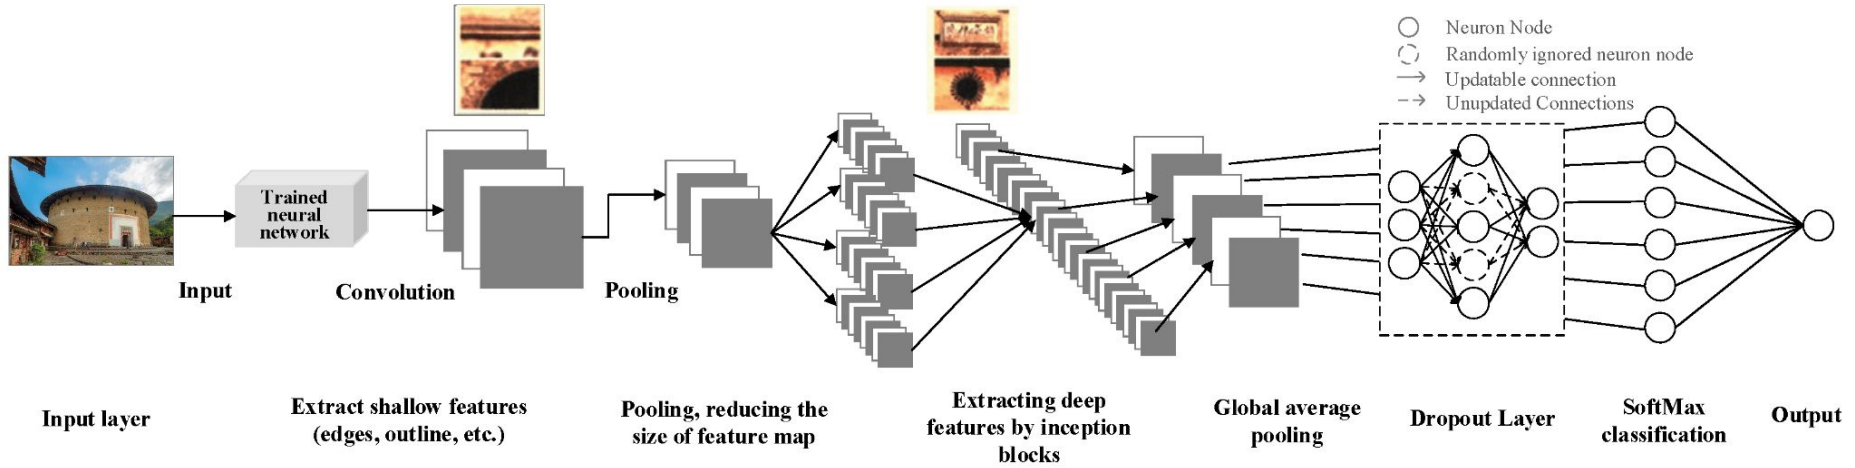 Neuron Node
Randomly ignored neuron node
Updatable connection
Unupdated Connections
Trained
neural
network
Input
Convolution
Pooling
Input layer
Extract shallow features
(edges, outline, etc.)
Pooling, reducing the
size of feature map
Extracting deep
features by inception
blocks
Global average
pooling
Dropout Layer
SoftMax
classification
Output